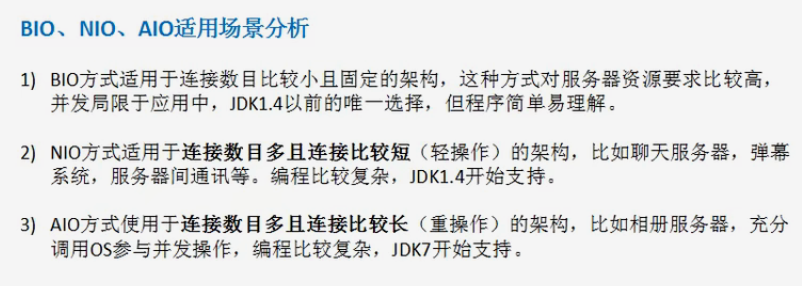 BIO、NIO、AIO适用场景分析
1) BIO方式适用于连接数目比较小且固定的架构，这种方式对服务器资源要求比较高，
并发局限于应用中，JDK1.4以前的唯一选择，但程序简单易理解。
2) NIO方式适用于连接数目多且连接比较短（轻操作）的架构，比如聊天服务器，弹幕
系统，服务器间通讯等。编程比较复杂，JDK1.4开始支持。
3) AIO方式使用于连接数目多且连接比较长（重操作）的架构，比如相册服务器，充分
调用OS参与并发操作，编程比较复杂，JDK7开始支持。